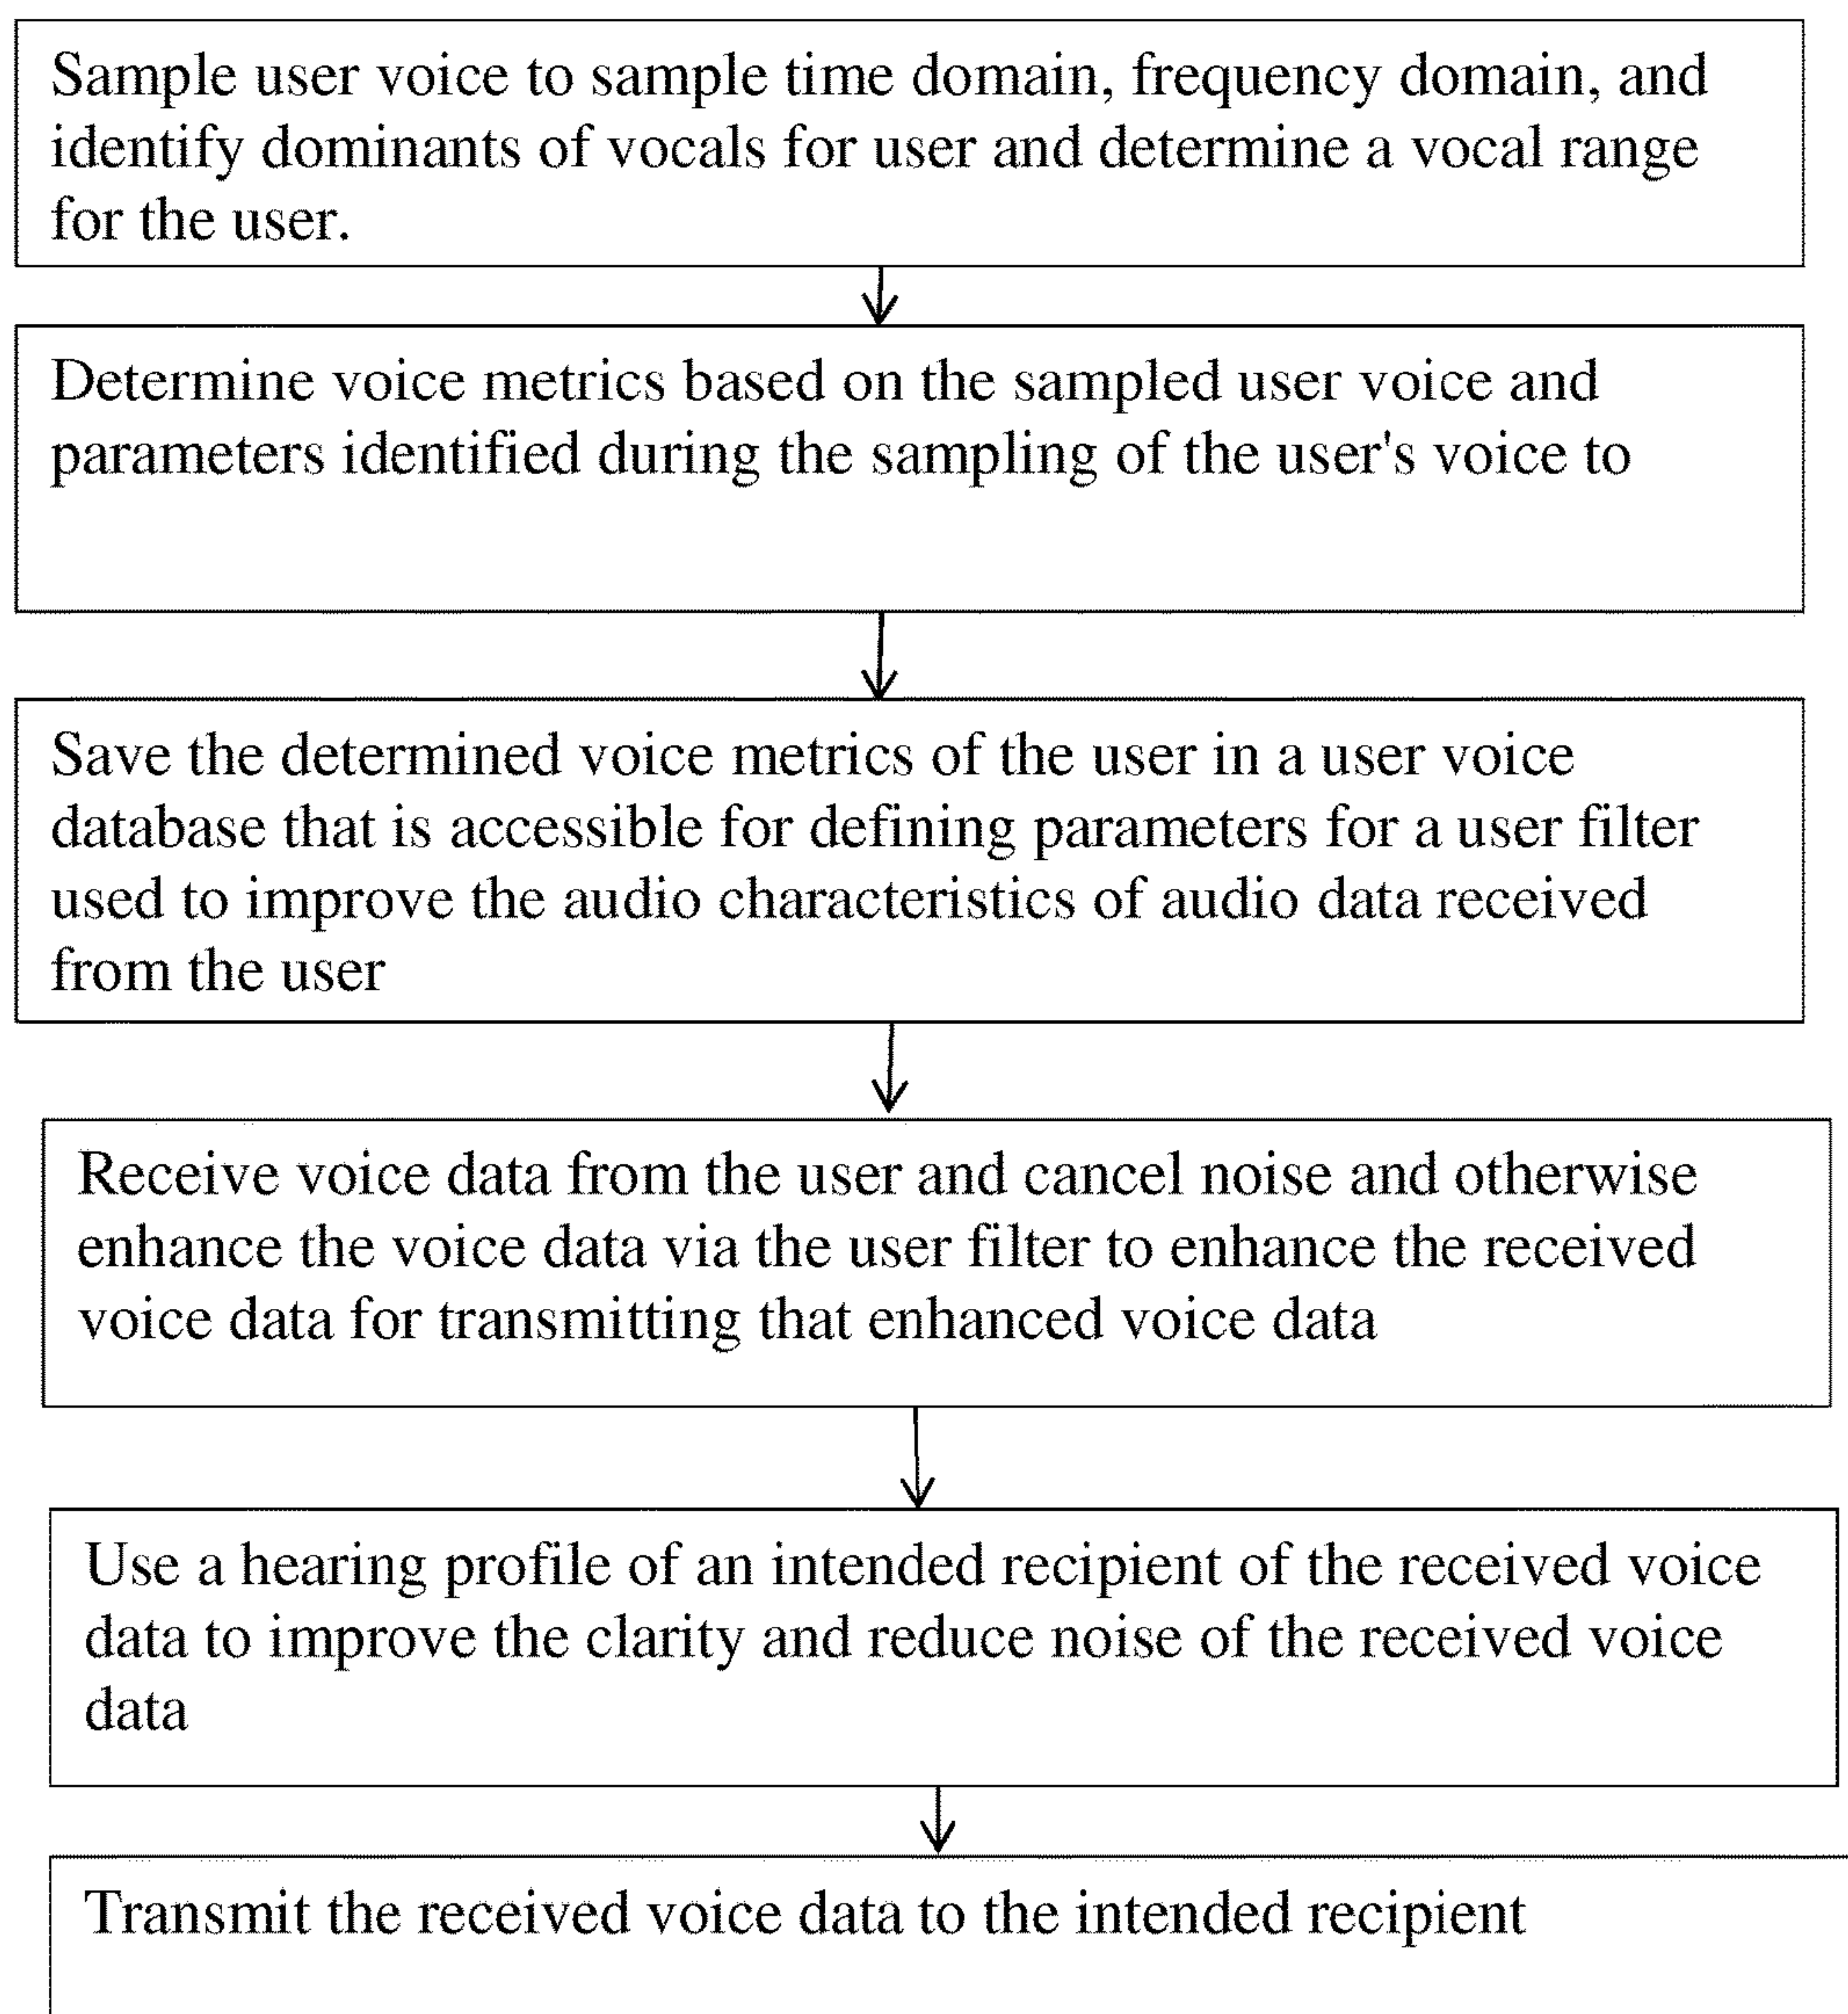 Sample user voice to sample time domain, frequency domain, and
identify dominants of vocals for user and determine a vocal range
for the user.
Determine voice metrics based on the sampled user voice and
parameters identified during the sampling of the user's voice to
Save the determined voice metrics of the user in a user voice
database that is accessible for defining parameters for a user filter
used to improve the audio characteristics of audio data received
from the user
Receive voice data from the user and cancel noise and otherwise
enhance the voice data via the user filter to enhance the received
voice data for transmitting that enhanced voice data
Use a hearing profile of an intended recipient of the received voice
data to improve the clarity and reduce noise of the received voice
data
Transmit the received voice data to the intended recipient